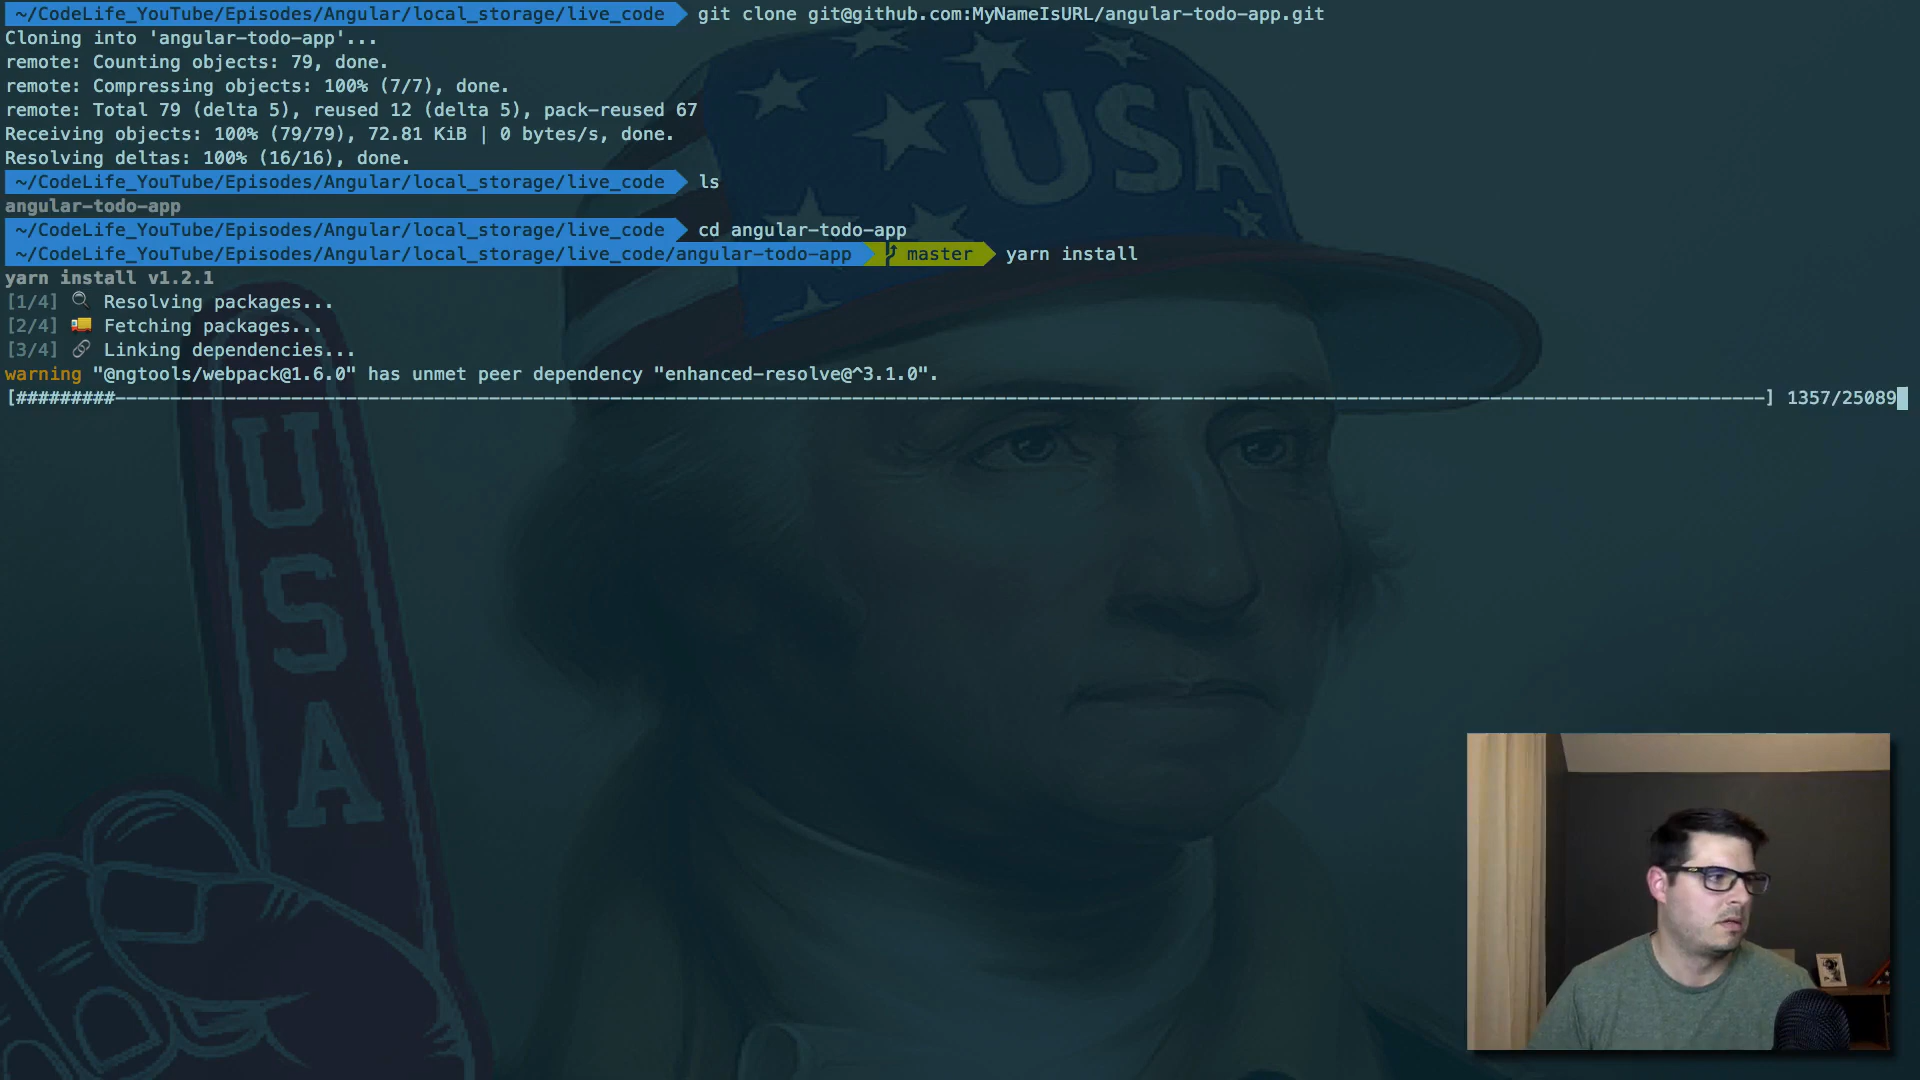 ~/CodeLife_YouTube/Episodes/Angular/local_storage/live_code git clone git@github.com:MyNameIsURL/angular-todo-app.git
Cloning into 'angular-todo-app'...
remote: Counting objects: 79, done.
remote: Compressing objects: 100% (7/7), done.
remote: Total 79 (delta 5), reused 12 (delta 5), pack-reused 67
Receiving objects: 100% (79/79), 72.81 KiB | 0 bytes/s, done.
Resolving deltas: 100% (16/16), done.
~/CodeLife_YouTube/Episodes/Angular/local_storage/live_code ls
angular-todo-app
~/CodeLife_YouTube/Episodes/Angular/local_storage/live_code cd angular-todo-app
~/CodeLife_YouTube/Episodes/Angular/local_storage/live_code/angular-todo-app master yarn install
yarn install v1.2.1
[1/4] 🔍 Resolving packages...
[2/4] 🚚 Fetching packages...
[3/4] 🔗 Linking dependencies...
warning "@ngtools/webpack@1.6.0" has unmet peer dependency "enhanced-resolve@^3.1.0".
[#########------------------------------------------------------------------------------------------------------------------------------------------------------] 1357/25089
USA
USA